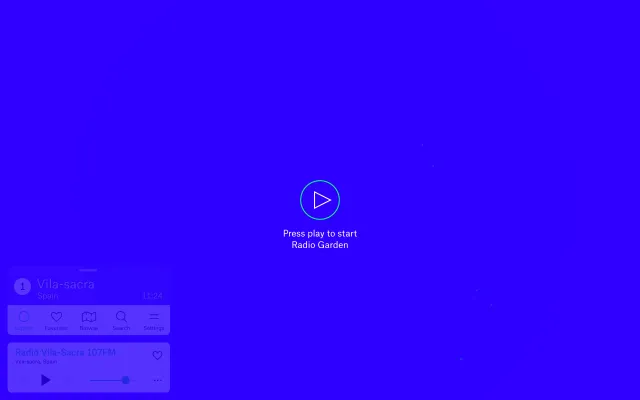 Press play to start
Radio Garden
1
Vila-sacra
Spain
11:24
Explore
Favorites
Browse
Search
Settings
Radio Vila-Sacra 107FM
Vila-sacra, Spain